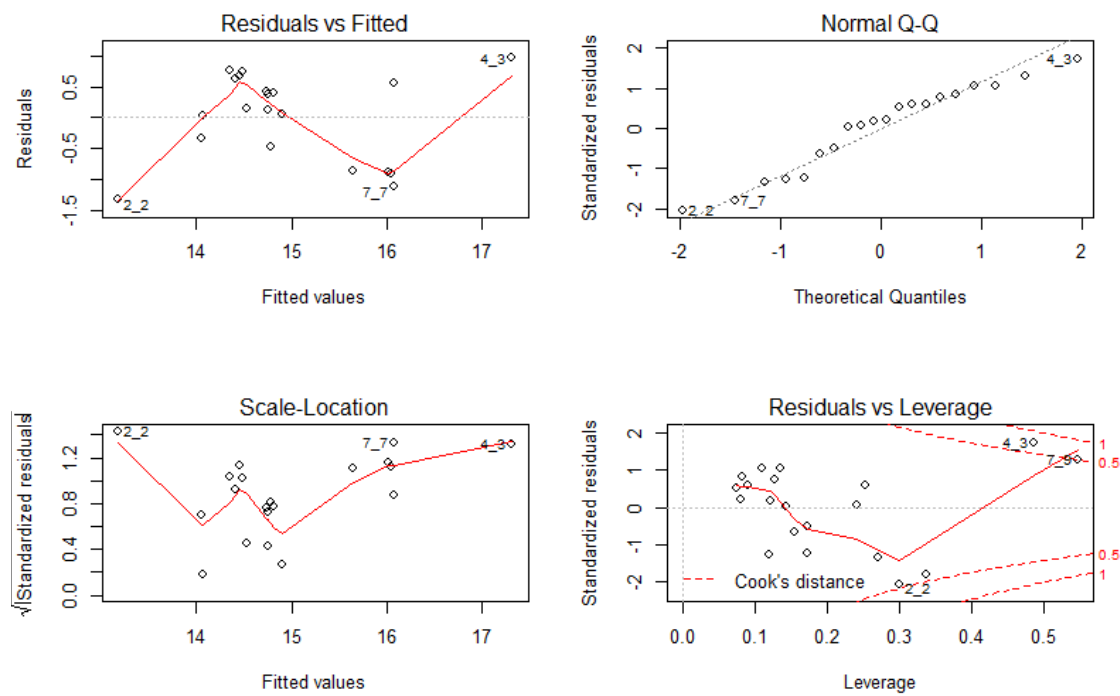 Residuals vs Fitted
Residuals
0.5
-0.5
-1.5
4_3
7_7
2_2
14 15 16 17
Fitted values
Normal Q-Q
Standardized residuals
2
1
0
-1
-2
4_3
7_7
2_2
-2 -1 0 1 2
Theoretical Quantiles
Scale-Location
√|Standardized residuals|
1.2
0.8
0.4
0.0
2_2
7_7
4_3
14 15 16 17
Fitted values
Residuals vs Leverage
Standardized residuals
2
1
0
-1
-2
4_3
7_9
1
0.5
0.5
1
Cook's distance
2_2
0.0 0.1 0.2 0.3 0.4 0.5
Leverage